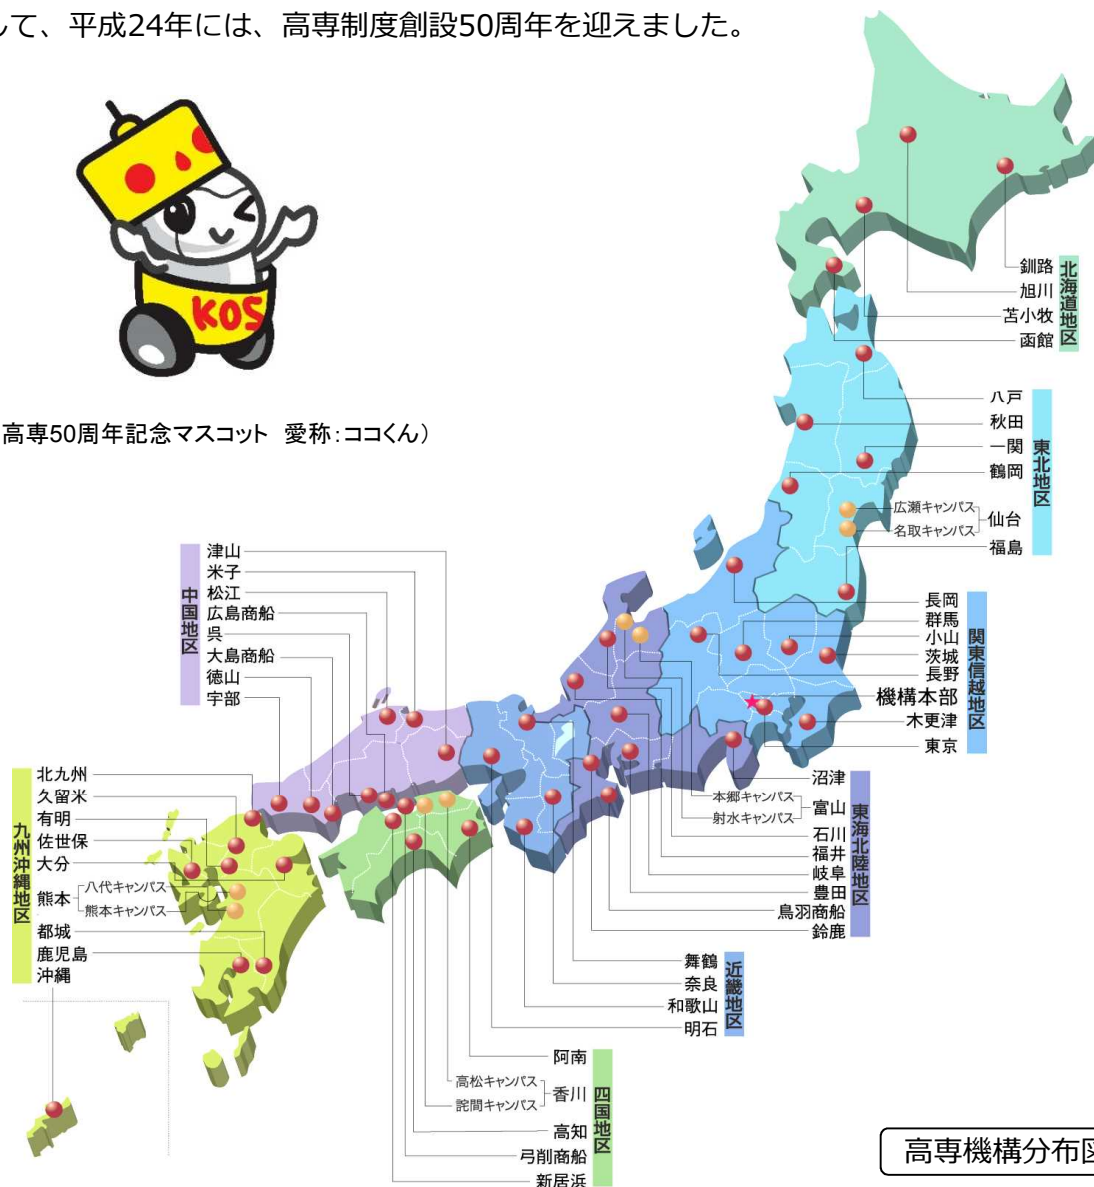 して、平成24年には、高専制度創設50周年を迎えました。
KOS
高専50周年記念マスコット 愛称：ココくん）
北海道地区
釧路
旭川
苫小牧
函館
東北地区
八戸
秋田
一関
鶴岡
広瀬キャンパス
名取キャンパス
仙台
福島
関東信越地区
長岡
群馬
小山
茨城
長野
機構本部
木更津
東京
東海北陸地区
沼津
本郷キャンパス
射水キャンパス
富山
石川
福井
岐阜
豊田
鳥羽商船
鈴鹿
近畿地区
舞鶴
奈良
和歌山
明石
中国地区
津山
米子
松江
広島商船
呉
大島商船
徳山
宇部
四国地区
阿南
高松キャンパス
詫間キャンパス
香川
高知
弓削商船
新居浜
九州沖縄地区
北九州
久留米
有明
佐世保
大分
八代キャンパス
熊本
熊本キャンパス
都城
鹿児島
沖縄
高専機構分布図